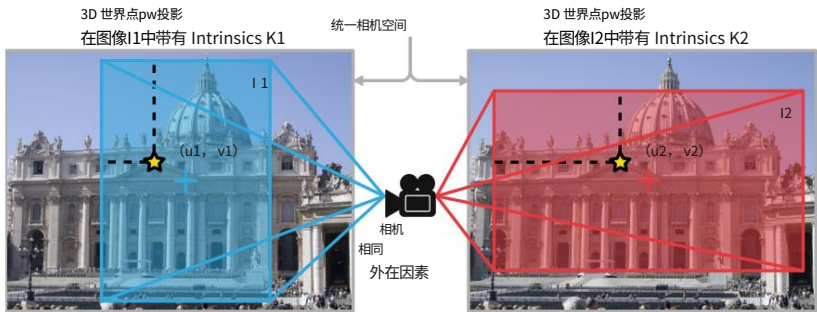 3D 世界点pw投影
在图像I1中带有 Intrinsics K1
统一相机空间
3D 世界点pw投影
在图像I2中带有 Intrinsics K2
I 1
(u1, v1)
I2
(u2, v2)
相机
相同
外在因素